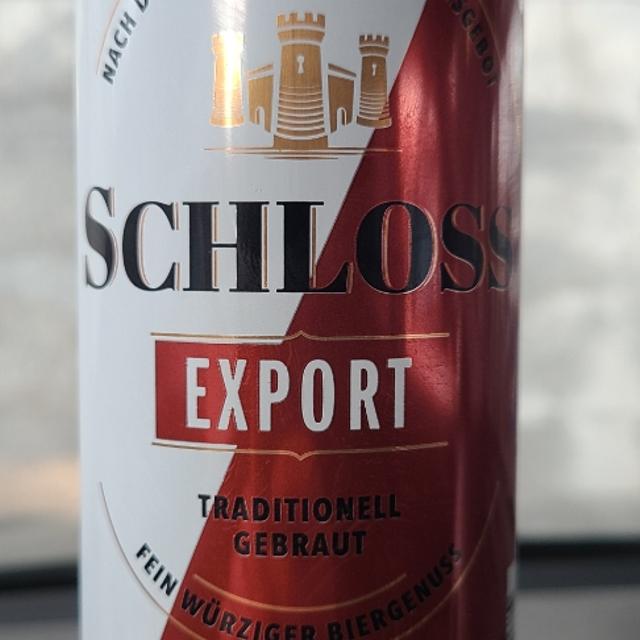 NACH
SCHLOSS
EXPORT
TRADITIONELL
GEBRAUT
FEIN WÜRZIGER BIERGENUSS